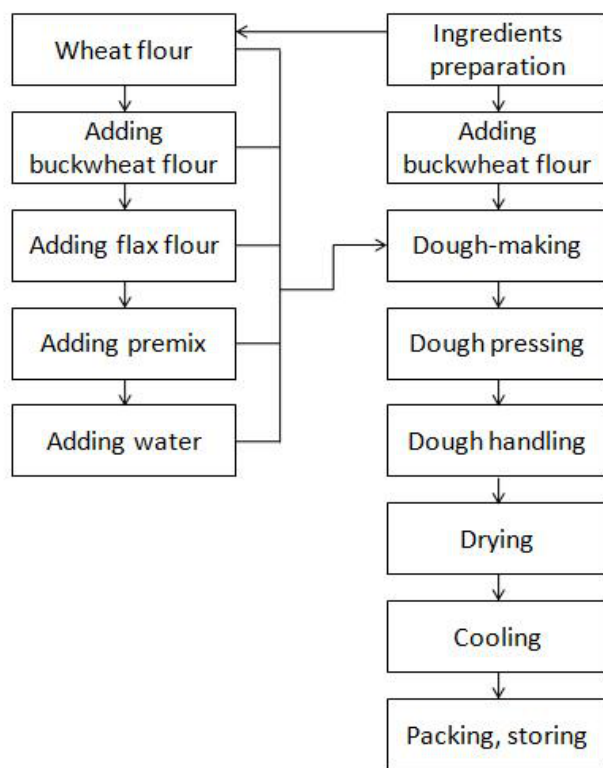 Wheat flour
Adding
buckwheat flour
Adding flax flour
Adding premix
Adding water
Ingredients
preparation
Adding
buckwheat flour
Dough-making
Dough pressing
Dough handling
Drying
Cooling
Packing, storing